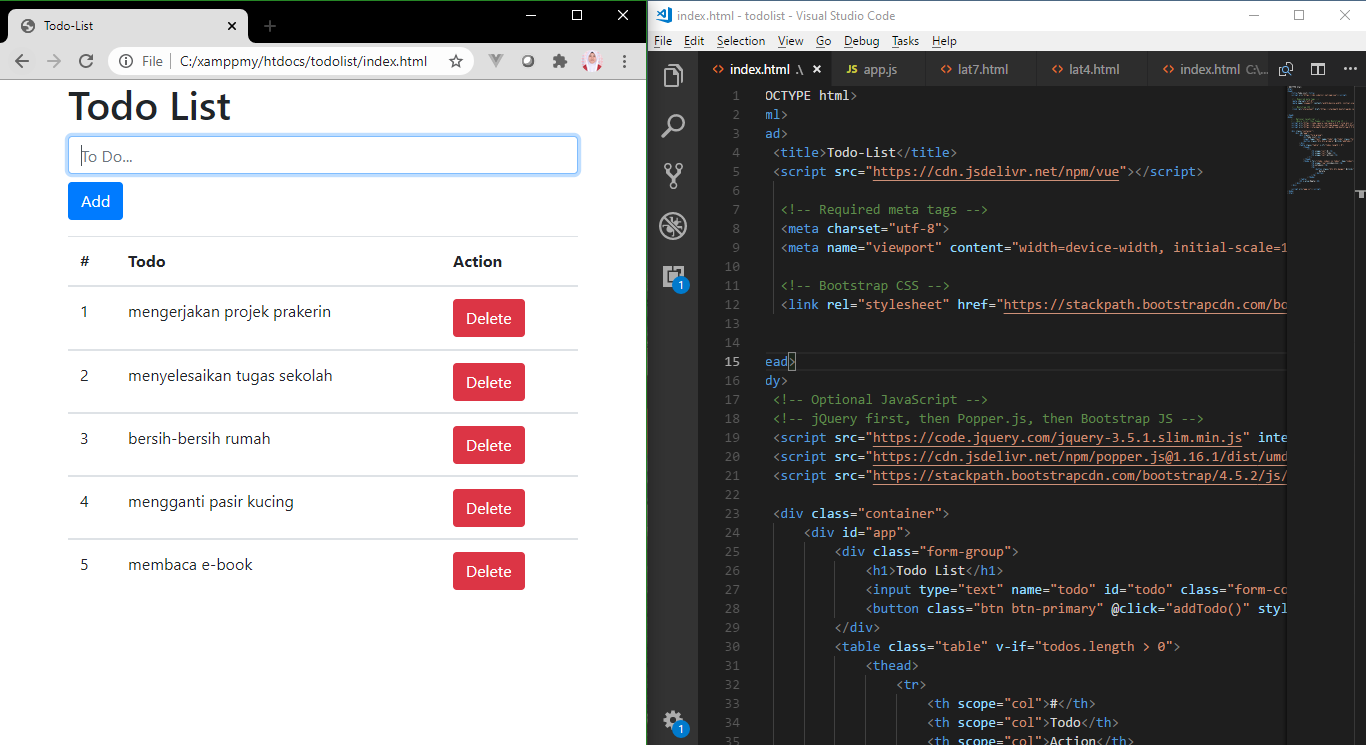 Todo-List
File C:/xamppmy/htdocs/todolist/index.html
Todo List
To Do...
Add
# Todo Action
1 mengerjakan projek prakerin Delete
2 menyelesaikan tugas sekolah Delete
3 bersih-bersih rumah Delete
4 mengganti pasir kucing Delete
5 membaca e-book Delete
index.html - todolist - Visual Studio Code
File Edit Selection View Go Debug Tasks Help
index.html .\ JS app.js lat7.html lat4.html index.html C:\...
1 OCTYPE html>
2 ml>
3 ad>
4 <title>Todo-List</title>
5 <script src="https://cdn.jsdelivr.net/npm/vue"></script>
6
7 <!-- Required meta tags -->
8 <meta charset="utf-8">
9 <meta name="viewport" content="width=device-width, initial-scale=1
10
11 <!-- Bootstrap CSS -->
12 <link rel="stylesheet" href="https://stackpath.bootstrapcdn.com/bo
13
14
15 ead>
16 dy>
17 <!-- Optional JavaScript -->
18 <!-- jQuery first, then Popper.js, then Bootstrap JS -->
19 <script src="https://code.jquery.com/jquery-3.5.1.slim.min.js" inte
20 <script src="https://cdn.jsdelivr.net/npm/popper.js@1.16.1/dist/umd
21 <script src="https://stackpath.bootstrapcdn.com/bootstrap/4.5.2/js/
22
23 <div class="container">
24 <div id="app">
25 <div class="form-group">
26 <h1>Todo List</h1>
27 <input type="text" name="todo" id="todo" class="form-co
28 <button class="btn btn-primary" @click="addTodo()" styl
29 </div>
30 <table class="table" v-if="todos.length > 0">
31 <thead>
32 <tr>
33 <th scope="col">#</th>
34 <th scope="col">Todo</th>
35 <th scope="col">Action</th>
1
1